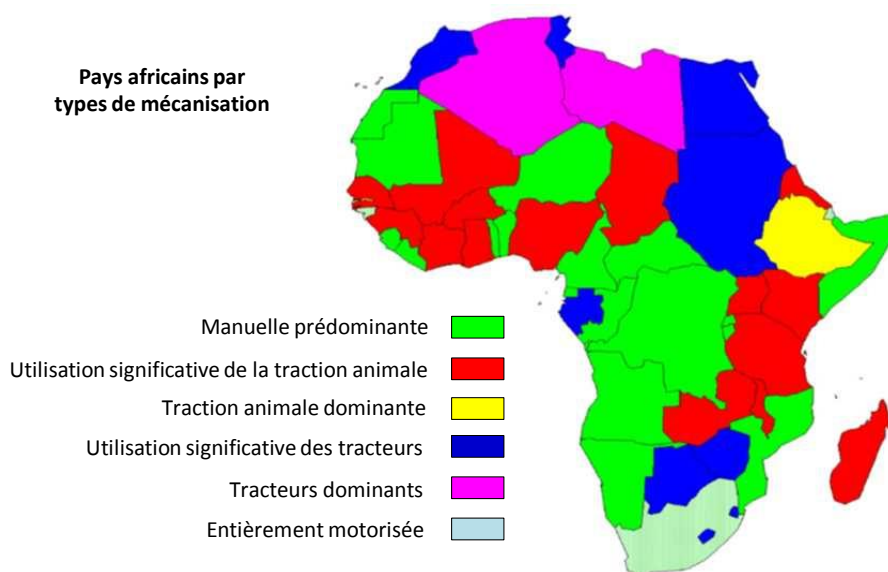 Pays africains par
types de mécanisation
Manuelle prédominante
Utilisation significative de la traction animale
Traction animale dominante
Utilisation significative des tracteurs
Tracteurs dominants
Entièrement motorisée